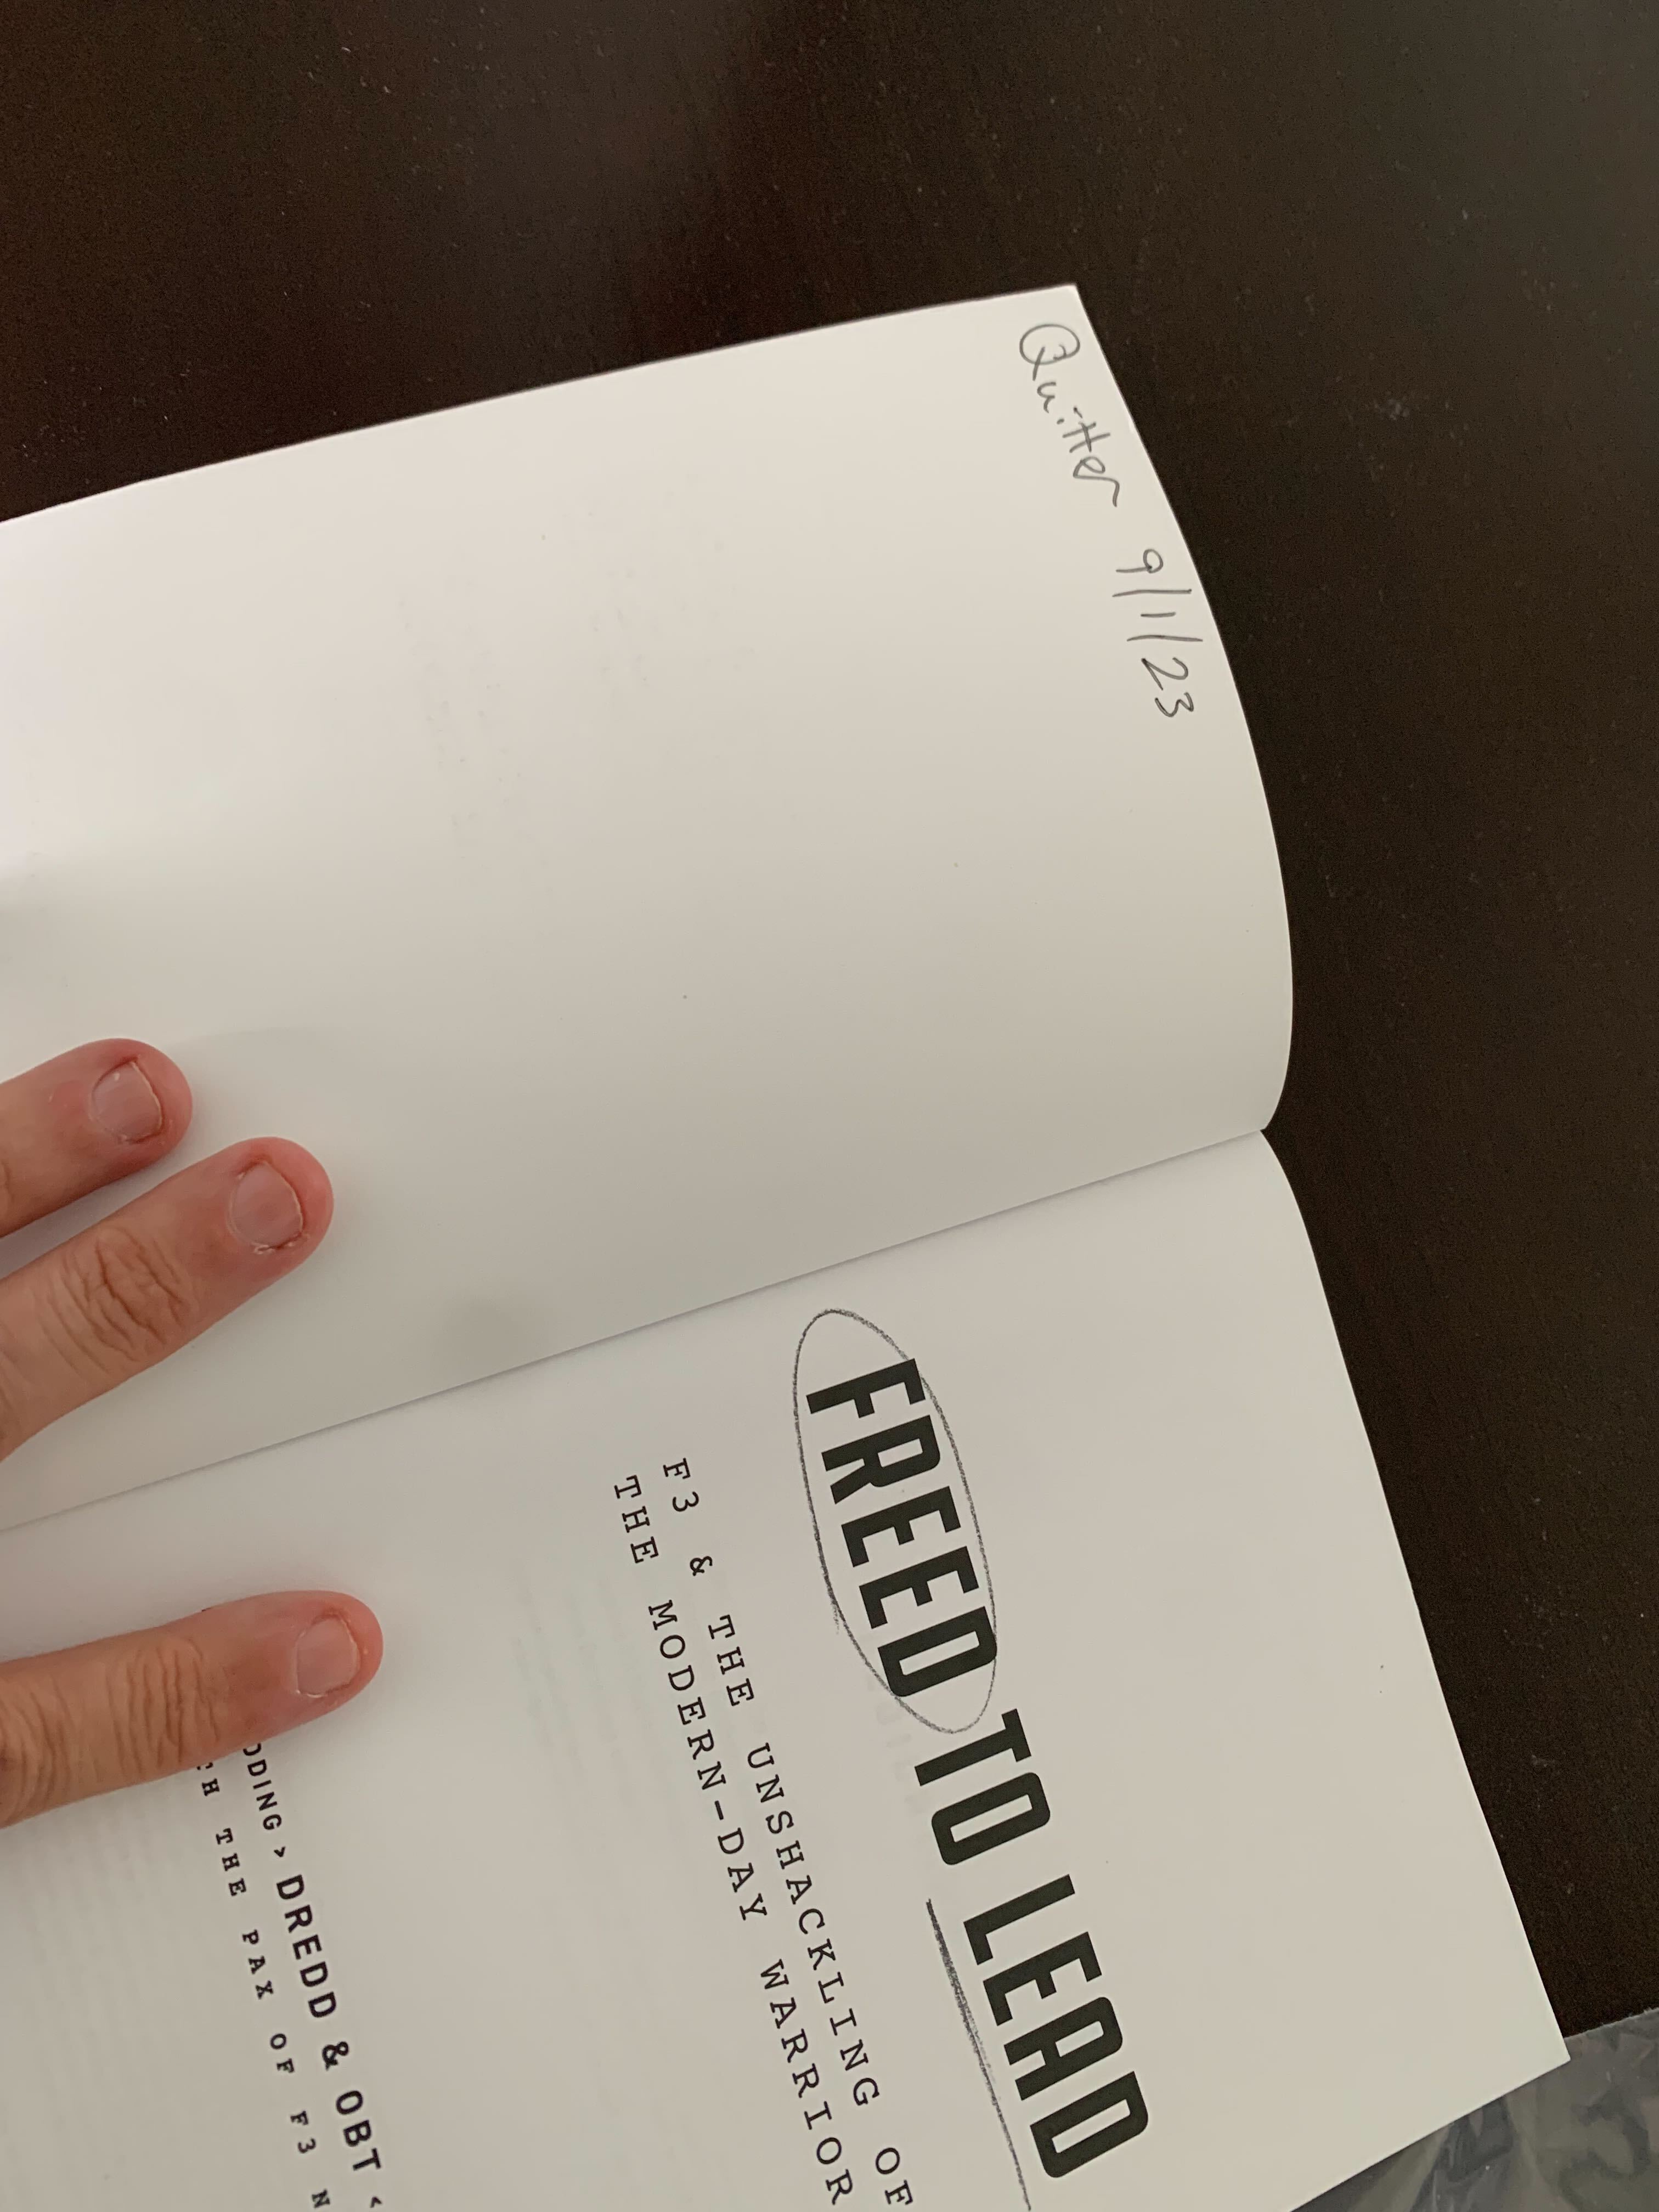 Quitter 9/1/23
FREED TO LEAD
F3 & THE UNSHACKLING OF
THE MODERN-DAY WARRIOR
DREDD & OBT
THE PAX OF F3